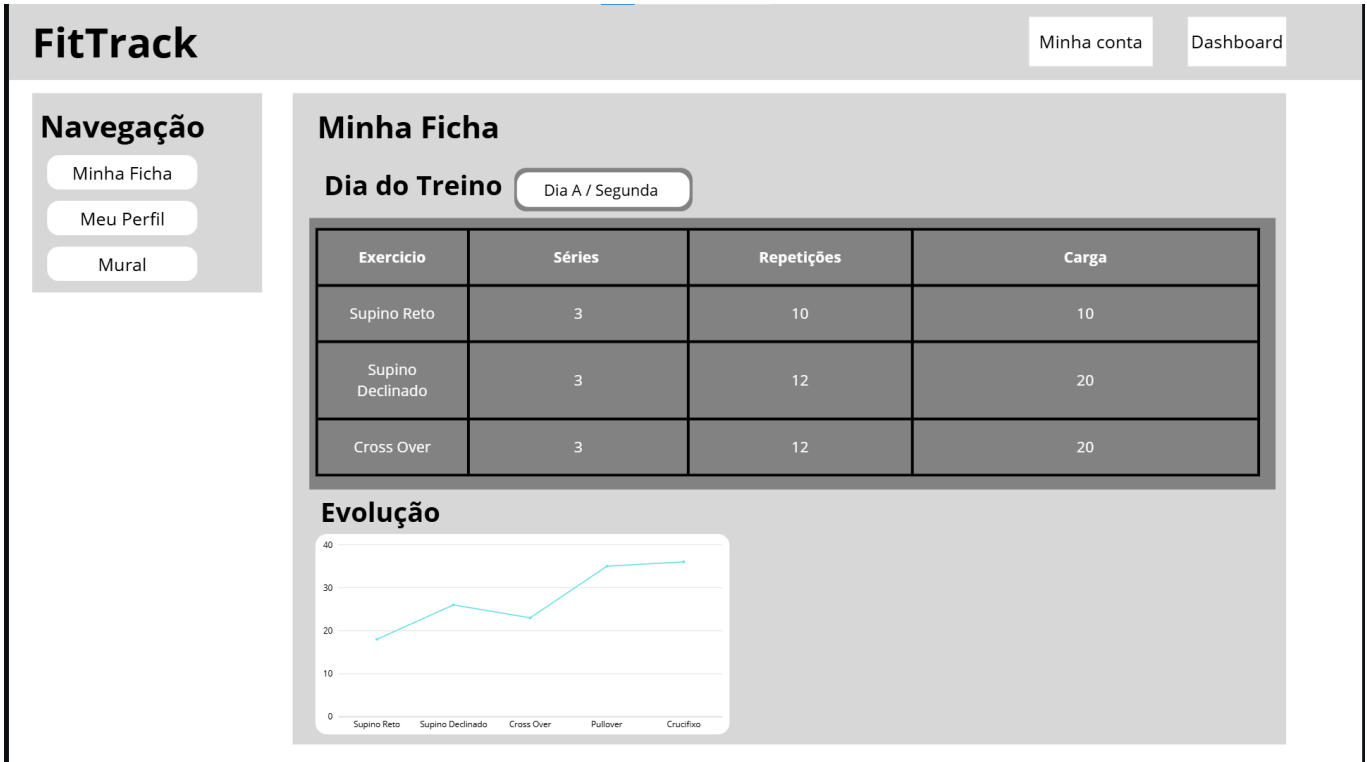 FitTrack
Minha conta
Dashboard
Navegação
Minha Ficha
Meu Perfil
Mural
Minha Ficha
Dia do Treino
Dia A / Segunda
Exercicio Séries Repetições Carga
Supino Reto 3 10 10
Supino
Declinado
3 12 20
Cross Over 3 12 20
Evolução
40
30
20
10
0
Supino Reto Supino Declinado Cross Over Pullover Crucifixo